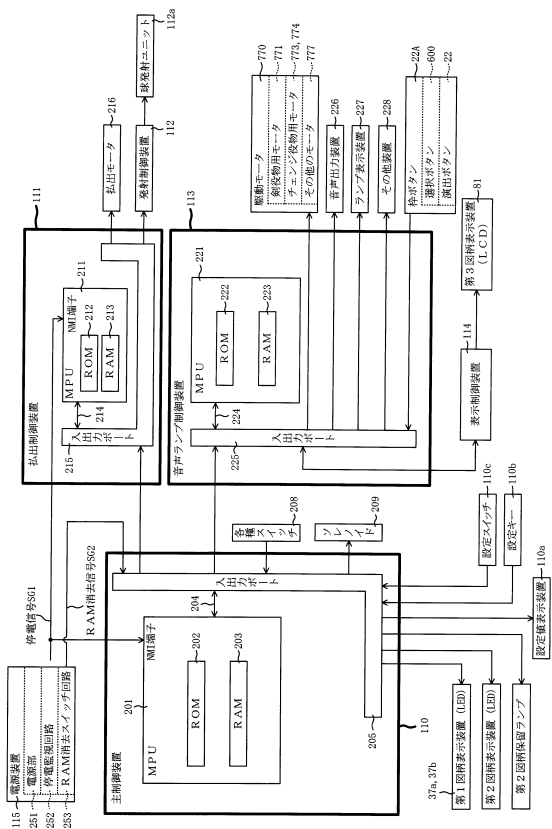 115
電源装置
251
電源部
252
停電監視回路
253
RAM消去スイッチ回路
停電信号SG1
RAM消去信号SG2
主制御装置
110
201
MPU
NMI端子
ROM
202
RAM
203
204
入出力ポート
205
各種スイッチ
208
ソレノイド
209
37a, 37b
第1図柄表示装置(LED)
第2図柄表示装置(LED)
第2図柄保留ランプ
設定値表示装置
110a
設定キー
110b
設定スイッチ
110c
払出制御装置
111
211
MPU
NMI端子
ROM
212
RAM
213
214
入出力ポート
215
払出モータ
216
発射制御装置
112
球発射ユニット
112a
音声ランプ制御装置
113
221
MPU
ROM
222
RAM
223
224
入出力ポート
225
駆動モータ
770
剣役物用モータ
771
チェンジ役物用モータ
773, 774
その他のモータ
777
音声出力装置
226
ランプ表示装置
227
その他装置
228
枠ボタン
22A
選択ボタン
600
演出ボタン
22
表示制御装置
114
第3図柄表示装置
(LCD)
81